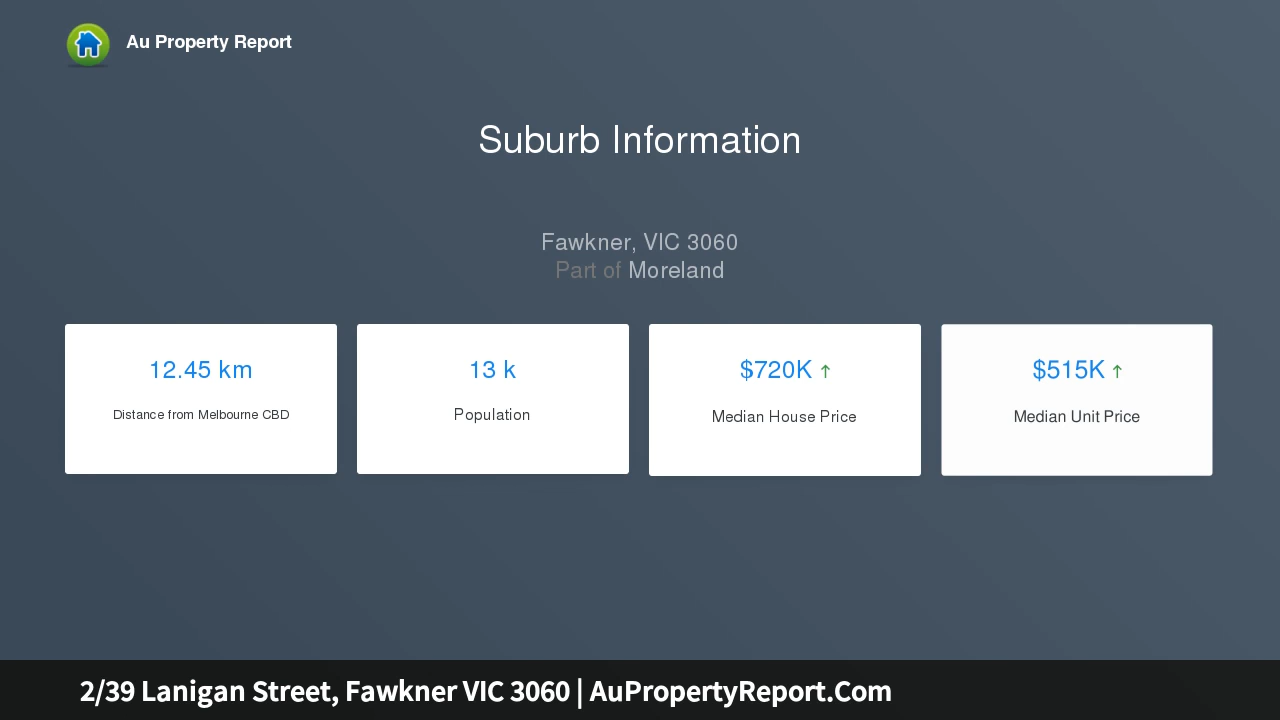 Au Property Report
Suburb Information
Fawkner, VIC 3060
Part of Moreland
12.45 km
Distance from Melbourne CBD
13 k
Population
$720K ↑
Median House Price
$515K ↑
Median Unit Price
2/39 Lanigan Street, Fawkner VIC 3060 | AuPropertyReport.Com